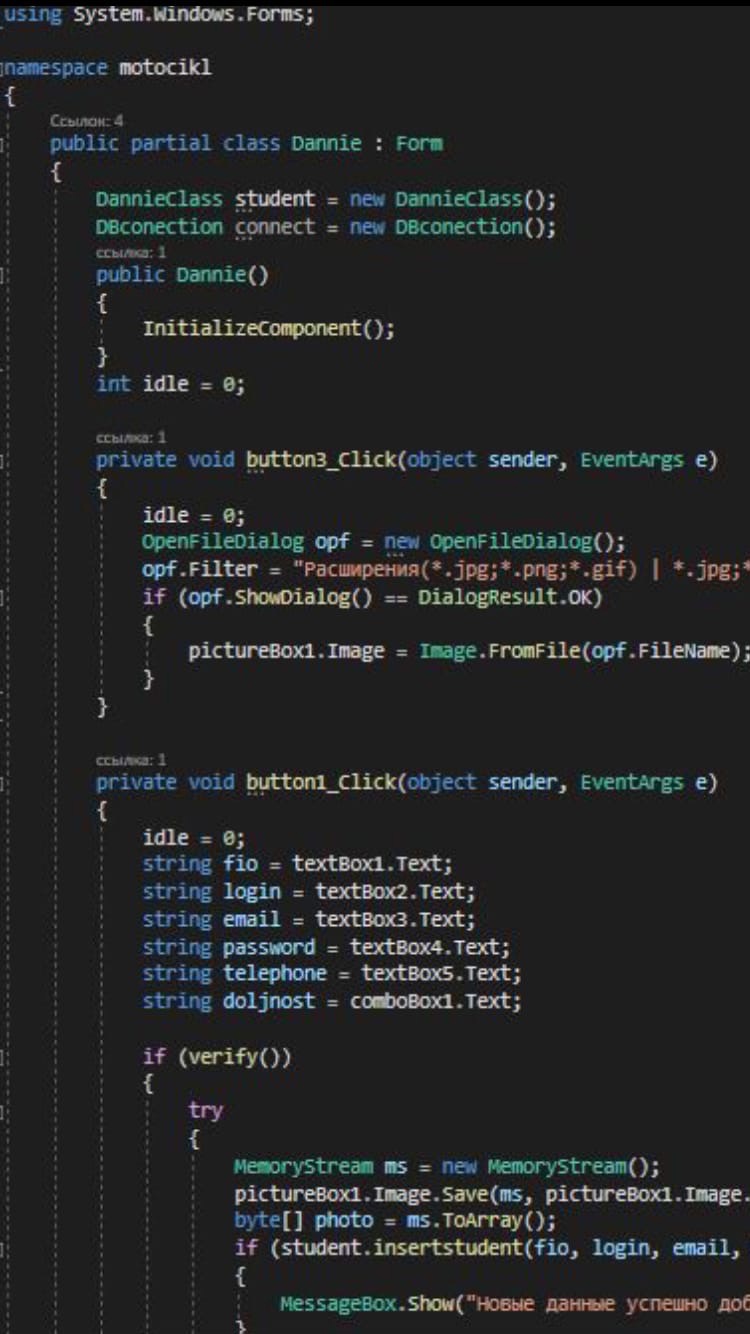 using System.Windows.Forms;
namespace motocikl
{
Ссылок: 4
public partial class Dannie : Form
{
DannieClass student = new DannieClass();
DBconection connect = new DBconection();
ссылка: 1
public Dannie()
{
InitializeComponent();
}
int idle = 0;
ссылка: 1
private void button3_Click(object sender, EventArgs e)
{
idle = 0;
OpenFileDialog opf = new OpenFileDialog();
opf.Filter = "Расширения(*.jpg;*.png;*.gif) | *.jpg;*
if (opf.ShowDialog() == DialogResult.OK)
{
pictureBox1.Image = Image.FromFile(opf.FileName);
}
}
ссылка: 1
private void button1_Click(object sender, EventArgs e)
{
idle = 0;
string fio = textBox1.Text;
string login = textBox2.Text;
string email = textBox3.Text;
string password = textBox4.Text;
string telephone = textBox5.Text;
string doljnost = comboBox1.Text;
if (verify())
{
try
{
MemoryStream ms = new MemoryStream();
pictureBox1.Image.Save(ms, pictureBox1.Image.
byte[] photo = ms.ToArray();
if (student.insertstudent(fio, login, email,
{
MessageBox.Show("Новые данные успешно доб
}